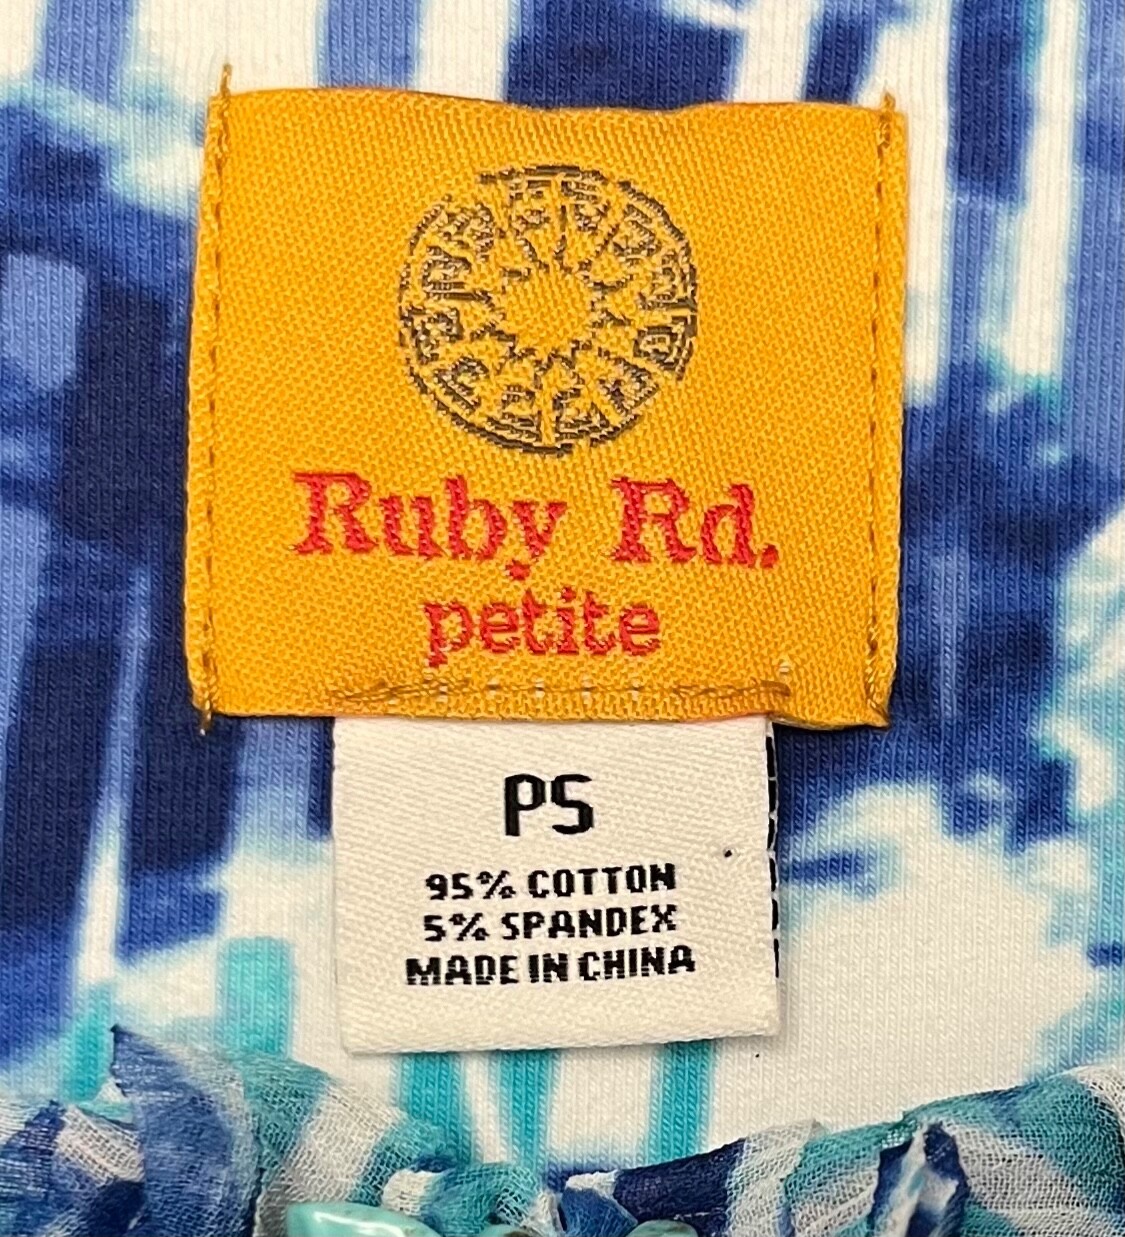 Ruby Rd.
petite
PS
95% COTTON
5% SPANDEX
MADE IN CHINA